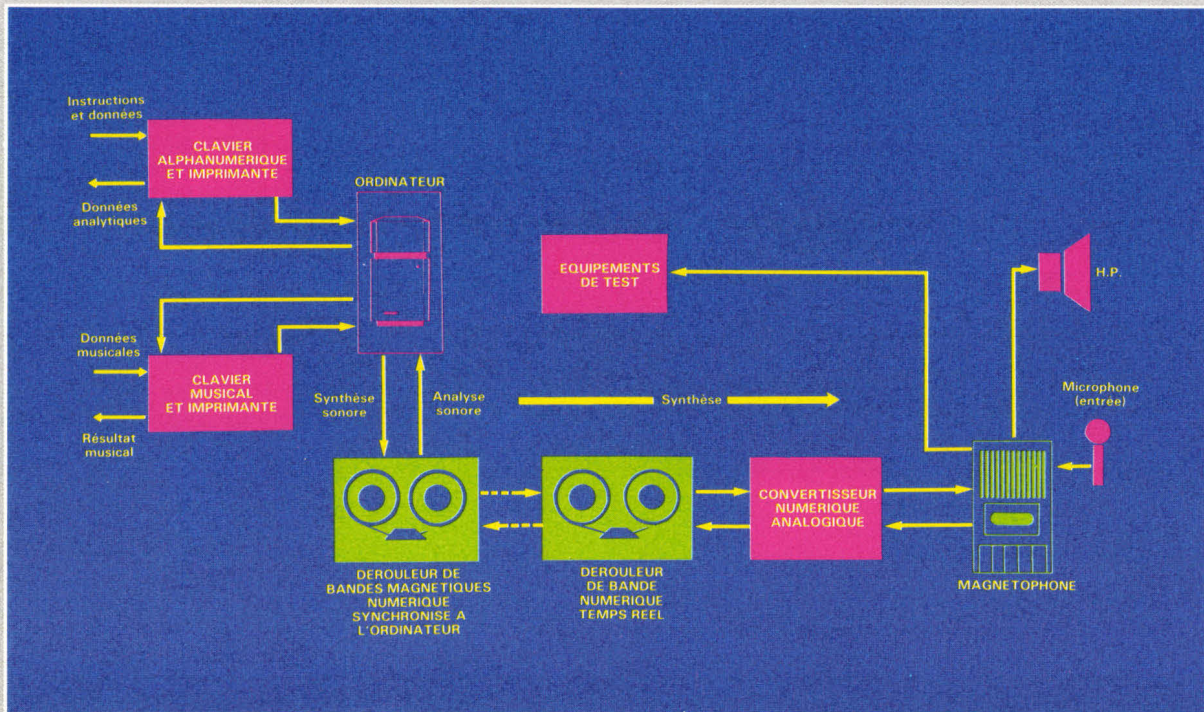 Instructions
et données
CLAVIER
ALPHANUMERIQUE
ET IMPRIMANTE
Données
analytiques
ORDINATEUR
EQUIPEMENTS
DE TEST
H.P.
Données
musicales
CLAVIER
MUSICAL
ET IMPRIMANTE
Résultat
musical
Synthèse
sonore
Analyse
sonore
Synthèse
Microphone
(entrée)
CONVERTISSEUR
NUMERIQUE
ANALOGIQUE
MAGNETOPHONE
DEROULEUR DE
BANDES MAGNETIQUES
NUMERIQUE
SYNCHRONISE A
L'ORDINATEUR
DEROULEUR
DE BANDE
NUMERIQUE
TEMPS REEL